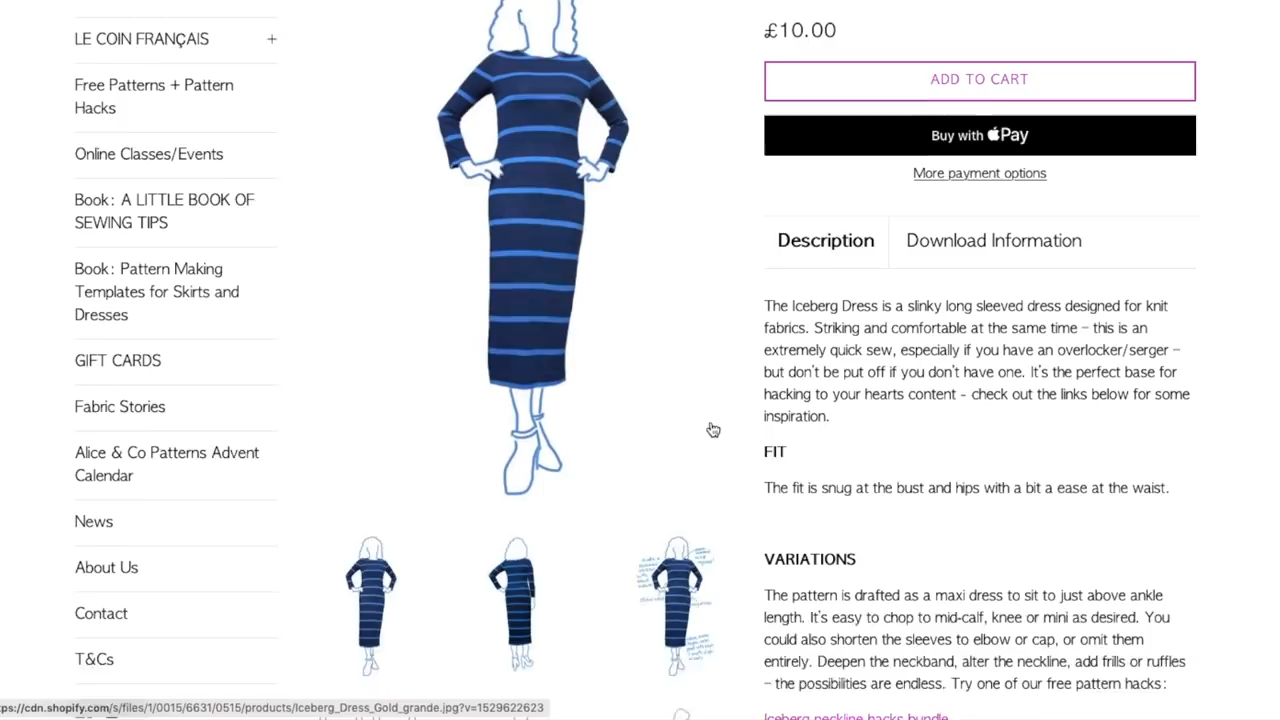 LE COIN FRANÇAIS +
Free Patterns + Pattern
Hacks
Online Classes/Events
Book: A LITTLE BOOK OF
SEWING TIPS
Book: Pattern Making
Templates for Skirts and
Dresses
GIFT CARDS
Fabric Stories
Alice & Co Patterns Advent
Calendar
News
About Us
Contact
T&Cs
£10.00
ADD TO CART
Buy with Pay
More payment options
Description
Download Information
The Iceberg Dress is a slinky long sleeved dress designed for knit
fabrics. Striking and comfortable at the same time – this is an
extremely quick sew, especially if you have an overlocker/serger –
but don't be put off if you don't have one. It's the perfect base for
hacking to your hearts content - check out the links below for some
inspiration.
FIT
The fit is snug at the bust and hips with a bit a ease at the waist.
VARIATIONS
The pattern is drafted as a maxi dress to sit to just above ankle
length. It's easy to chop to mid-calf, knee or mini as desired. You
could also shorten the sleeves to elbow or cap, or omit them
entirely. Deepen the neckband, alter the neckline, add frills or ruffles
– the possibilities are endless. Try one of our free pattern hacks:
Iceberg neckline hacks bundle
ps://cdn.shopify.com/s/files/1/0015/6631/0515/products/Iceberg_Dress_Gold_grande.jpg?v=1529622623